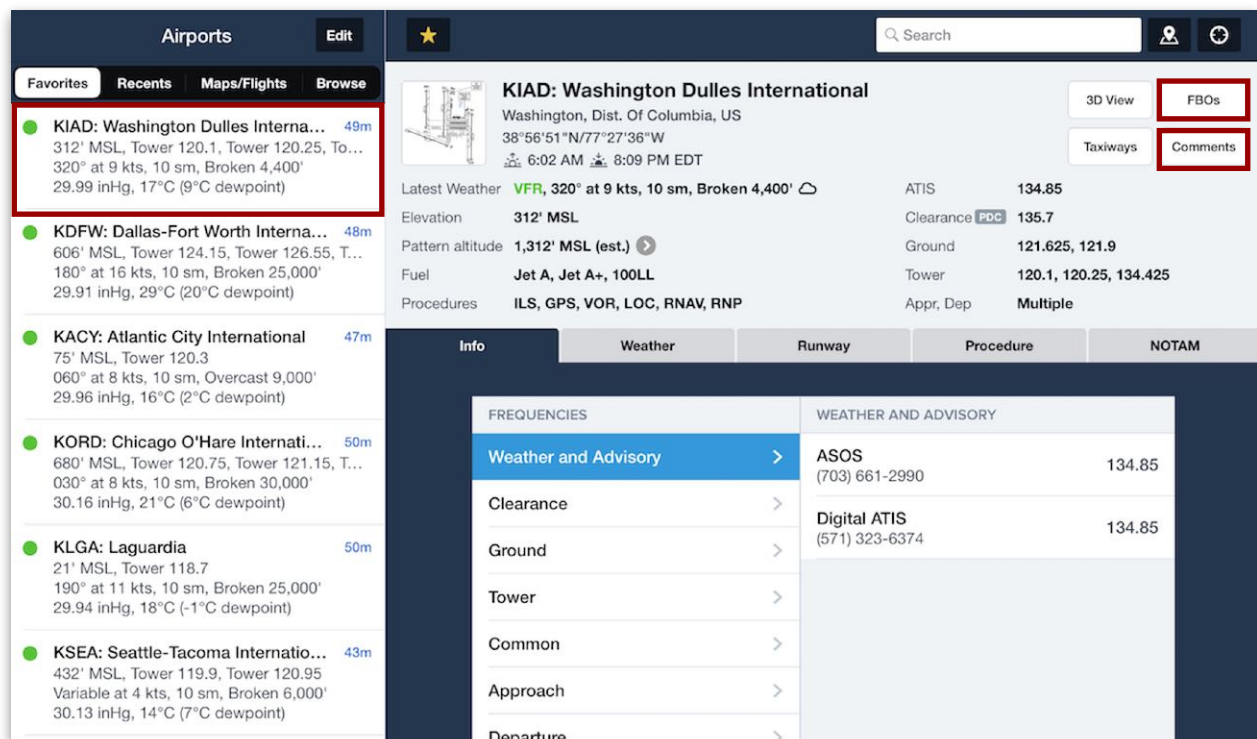 Airports
Edit
Favorites Recents Maps/Flights Browse
KIAD: Washington Dulles Interna... 49m
312' MSL, Tower 120.1, Tower 120.25, To...
320° at 9 kts, 10 sm, Broken 4,400'
29.99 inHg, 17°C (9°C dewpoint)
KDFW: Dallas-Fort Worth Interna... 48m
606' MSL, Tower 124.15, Tower 126.55, T...
180° at 16 kts, 10 sm, Broken 25,000'
29.91 inHg, 29°C (20°C dewpoint)
KACY: Atlantic City International 47m
75' MSL, Tower 120.3
060° at 8 kts, 10 sm, Overcast 9,000'
29.96 inHg, 16°C (2°C dewpoint)
KORD: Chicago O'Hare Internati... 50m
680' MSL, Tower 120.75, Tower 121.15, T...
030° at 8 kts, 10 sm, Broken 30,000'
30.16 inHg, 21°C (6°C dewpoint)
KLGA: Laguardia 50m
21' MSL, Tower 118.7
190° at 11 kts, 10 sm, Broken 25,000'
29.94 inHg, 18°C (-1°C dewpoint)
KSEA: Seattle-Tacoma Internatio... 43m
432' MSL, Tower 119.9, Tower 120.95
Variable at 4 kts, 10 sm, Broken 6,000'
30.13 inHg, 14°C (7°C dewpoint)
Search
KIAD: Washington Dulles International
Washington, Dist. Of Columbia, US
38°56'51"N/77°27'36"W
6:02 AM 8:09 PM EDT
3D View FBOs
Taxiways Comments
Latest Weather VFR, 320° at 9 kts, 10 sm, Broken 4,400'
Elevation 312' MSL
Pattern altitude 1,312' MSL (est.)
Fuel Jet A, Jet A+, 100LL
Procedures ILS, GPS, VOR, LOC, RNAV, RNP
ATIS 134.85
Clearance PDC 135.7
Ground 121.625, 121.9
Tower 120.1, 120.25, 134.425
Appr, Dep Multiple
Info Weather Runway Procedure NOTAM
FREQUENCIES
Weather and Advisory
Clearance
Ground
Tower
Common
Approach
Departure
WEATHER AND ADVISORY
ASOS 134.85
(703) 661-2990
Digital ATIS 134.85
(571) 323-6374